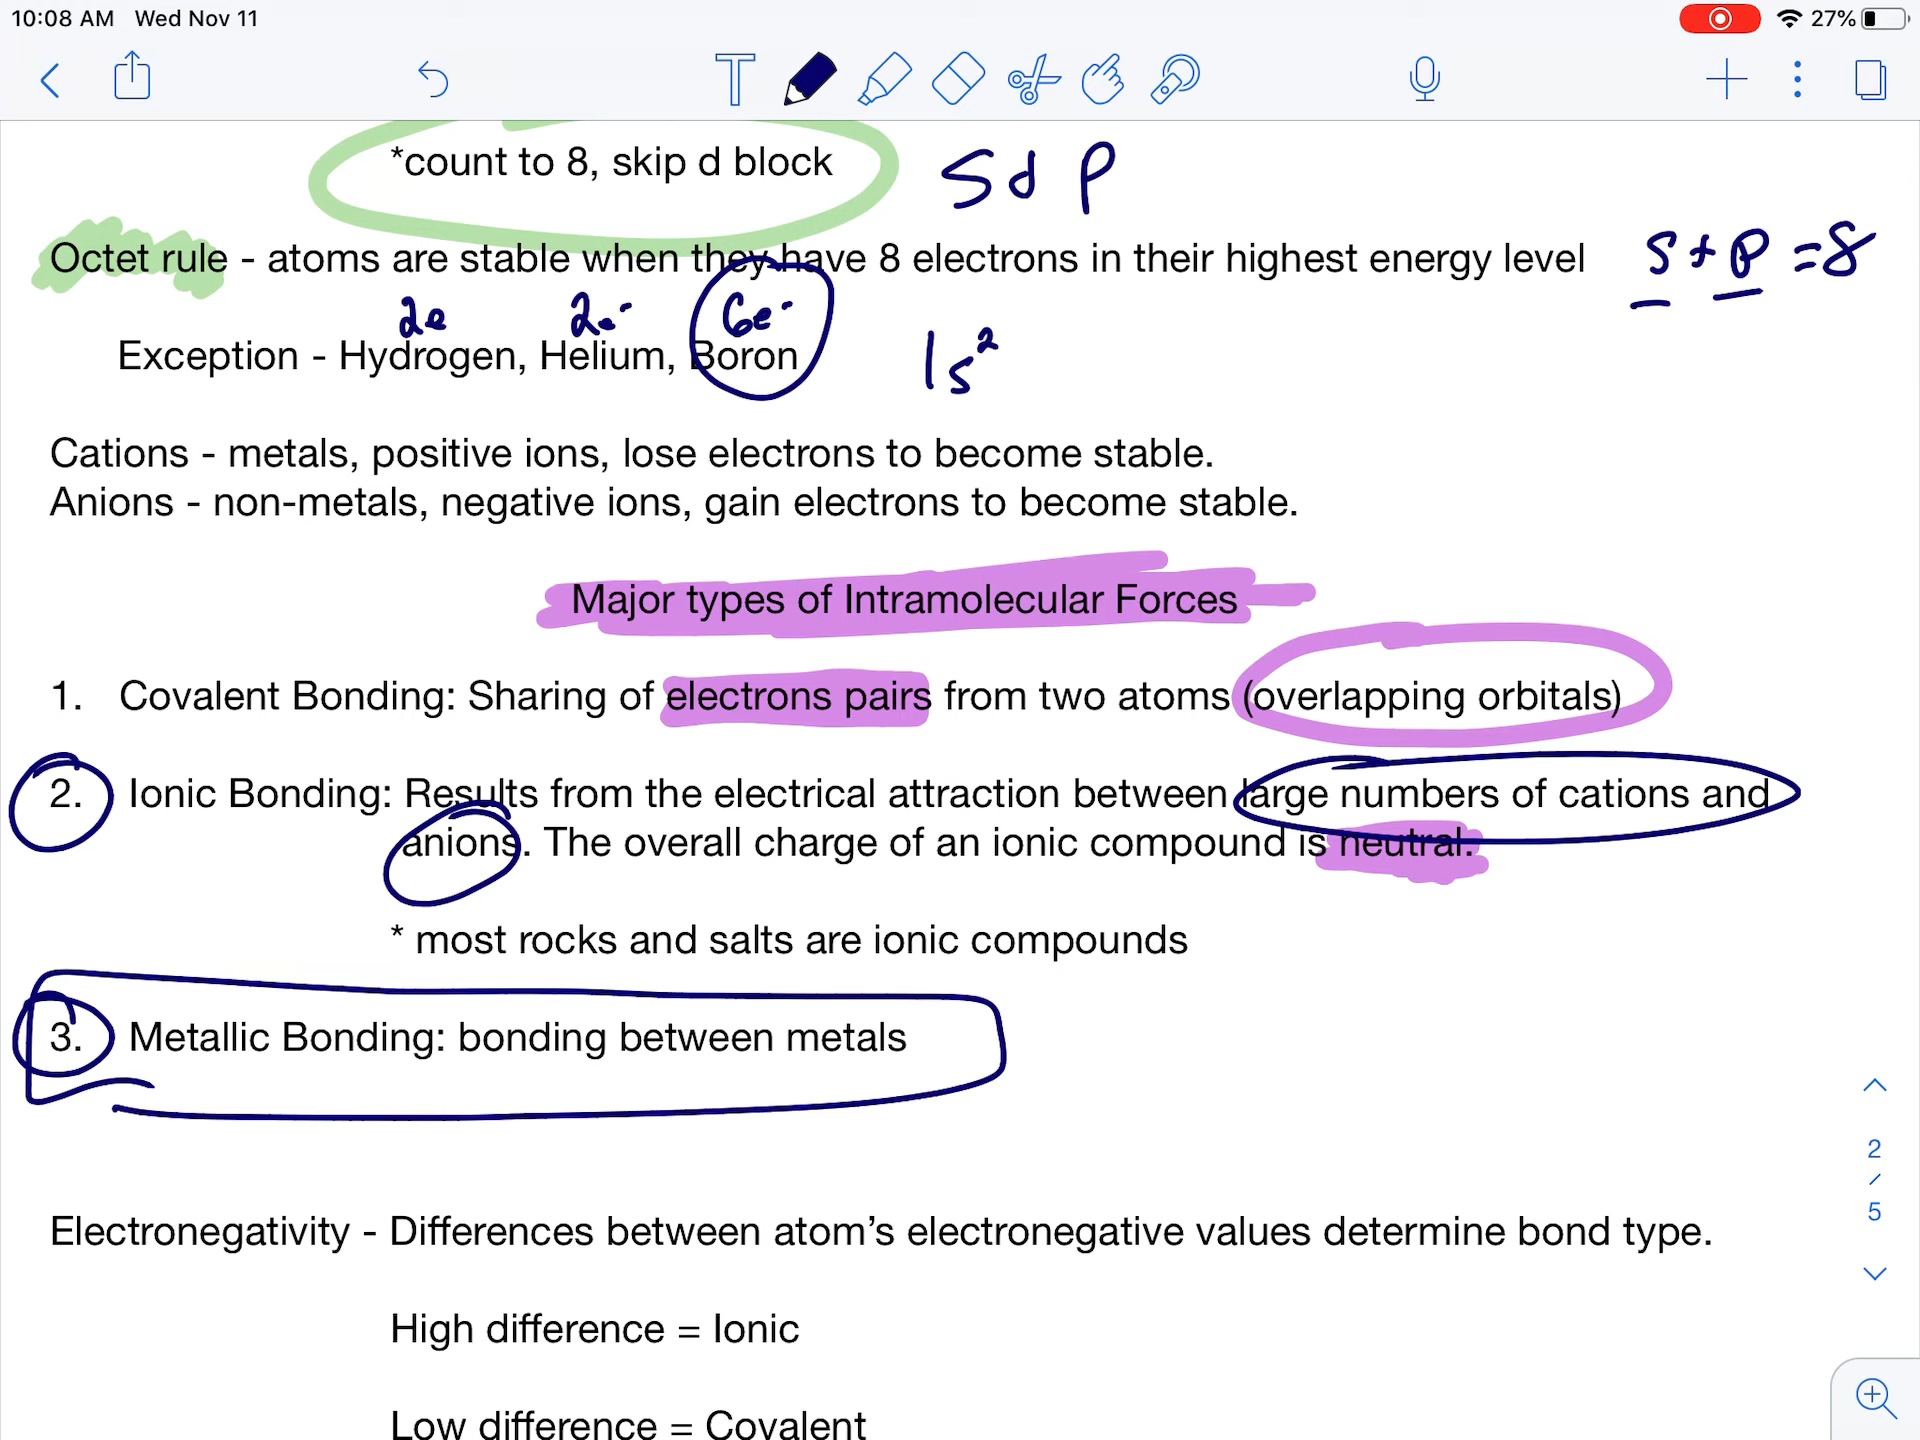 10:08 AM Wed Nov 11
27%
T
*count to 8, skip d block
s d p
Octet rule - atoms are stable when they have 8 electrons in their highest energy level
s + p = 8
2e 2e- 6e-
Exception - Hydrogen, Helium, Boron
1s²
Cations - metals, positive ions, lose electrons to become stable.
Anions - non-metals, negative ions, gain electrons to become stable.
Major types of Intramolecular Forces
1. Covalent Bonding: Sharing of electrons pairs from two atoms (overlapping orbitals)
2. Ionic Bonding: Results from the electrical attraction between large numbers of cations and
anions. The overall charge of an ionic compound is neutral.
* most rocks and salts are ionic compounds
3. Metallic Bonding: bonding between metals
2
/
5
Electronegativity - Differences between atom's electronegative values determine bond type.
High difference = Ionic
Low difference = Covalent